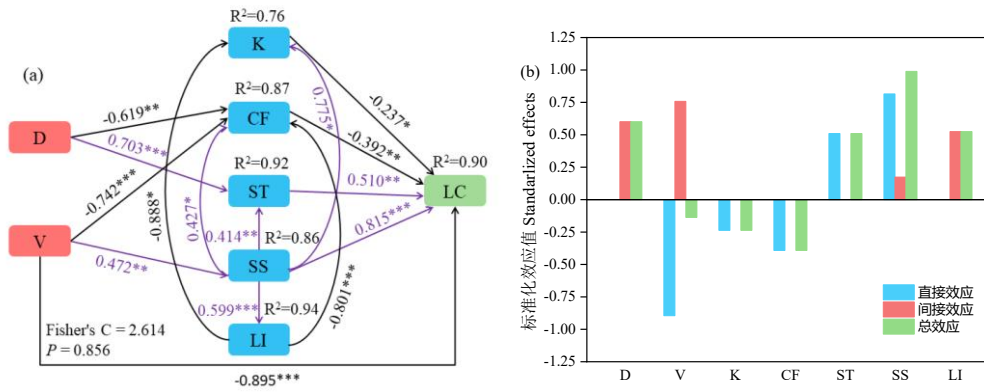 (a)
R²=0.76
K
R²=0.87
CF
R²=0.92
ST
R²=0.86
SS
R²=0.94
LI
D
V
R²=0.90
LC
-0.619**
0.703***
-0.742***
0.472**
-0.888*
0.427*
0.414**
0.599***
0.775*
-0.801***
-0.237*
-0.392**
0.510**
0.815***
-0.895***
Fisher's C = 2.614
P = 0.856
(b)
标准化效应值 Standarlized effects
1.25
1.00
0.75
0.50
0.25
0.00
-0.25
-0.50
-0.75
-1.00
-1.25
D V K CF ST SS LI
直接效应
间接效应
总效应